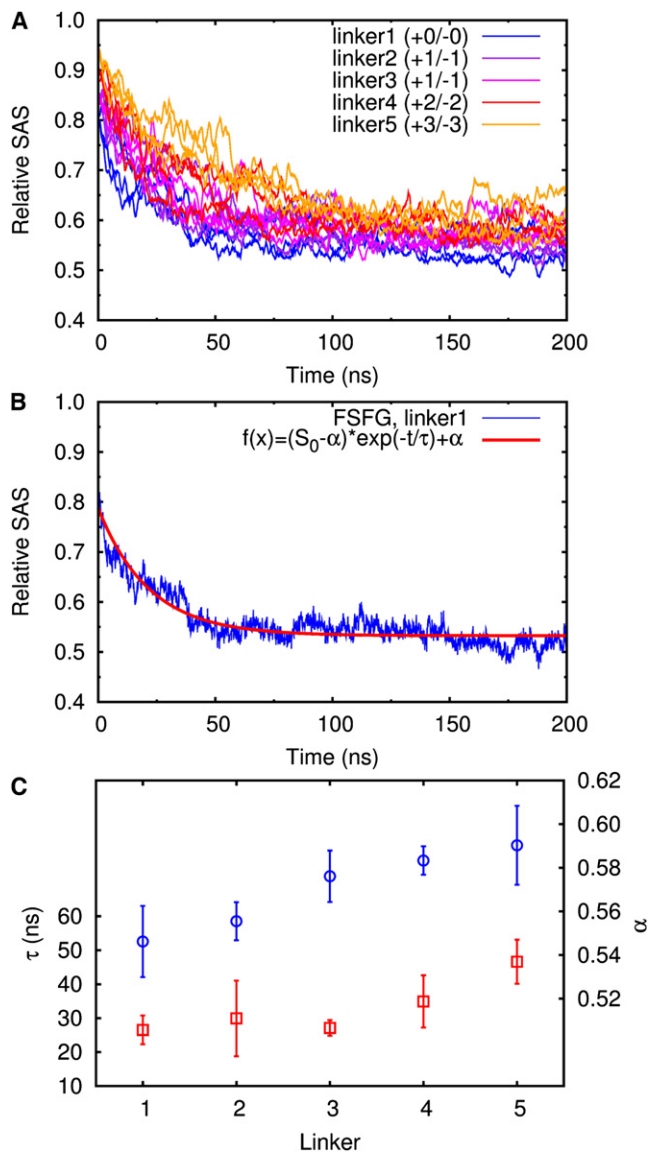 A
1.0
0.9
0.8
0.7
0.6
0.5
0.4
Relative SAS
linker1 (+0/-0)
linker2 (+1/-1)
linker3 (+1/-1)
linker4 (+2/-2)
linker5 (+3/-3)
0 50 100 150 200
Time (ns)
B
1.0
0.9
0.8
0.7
0.6
0.5
0.4
Relative SAS
FSFG, linker1
f(x)=(S₀-α)*exp(-t/τ)+α
0 50 100 150 200
Time (ns)
C
60
50
40
30
20
10
τ (ns)
0.62
0.60
0.58
0.56
0.54
0.52
α
1 2 3 4 5
Linker